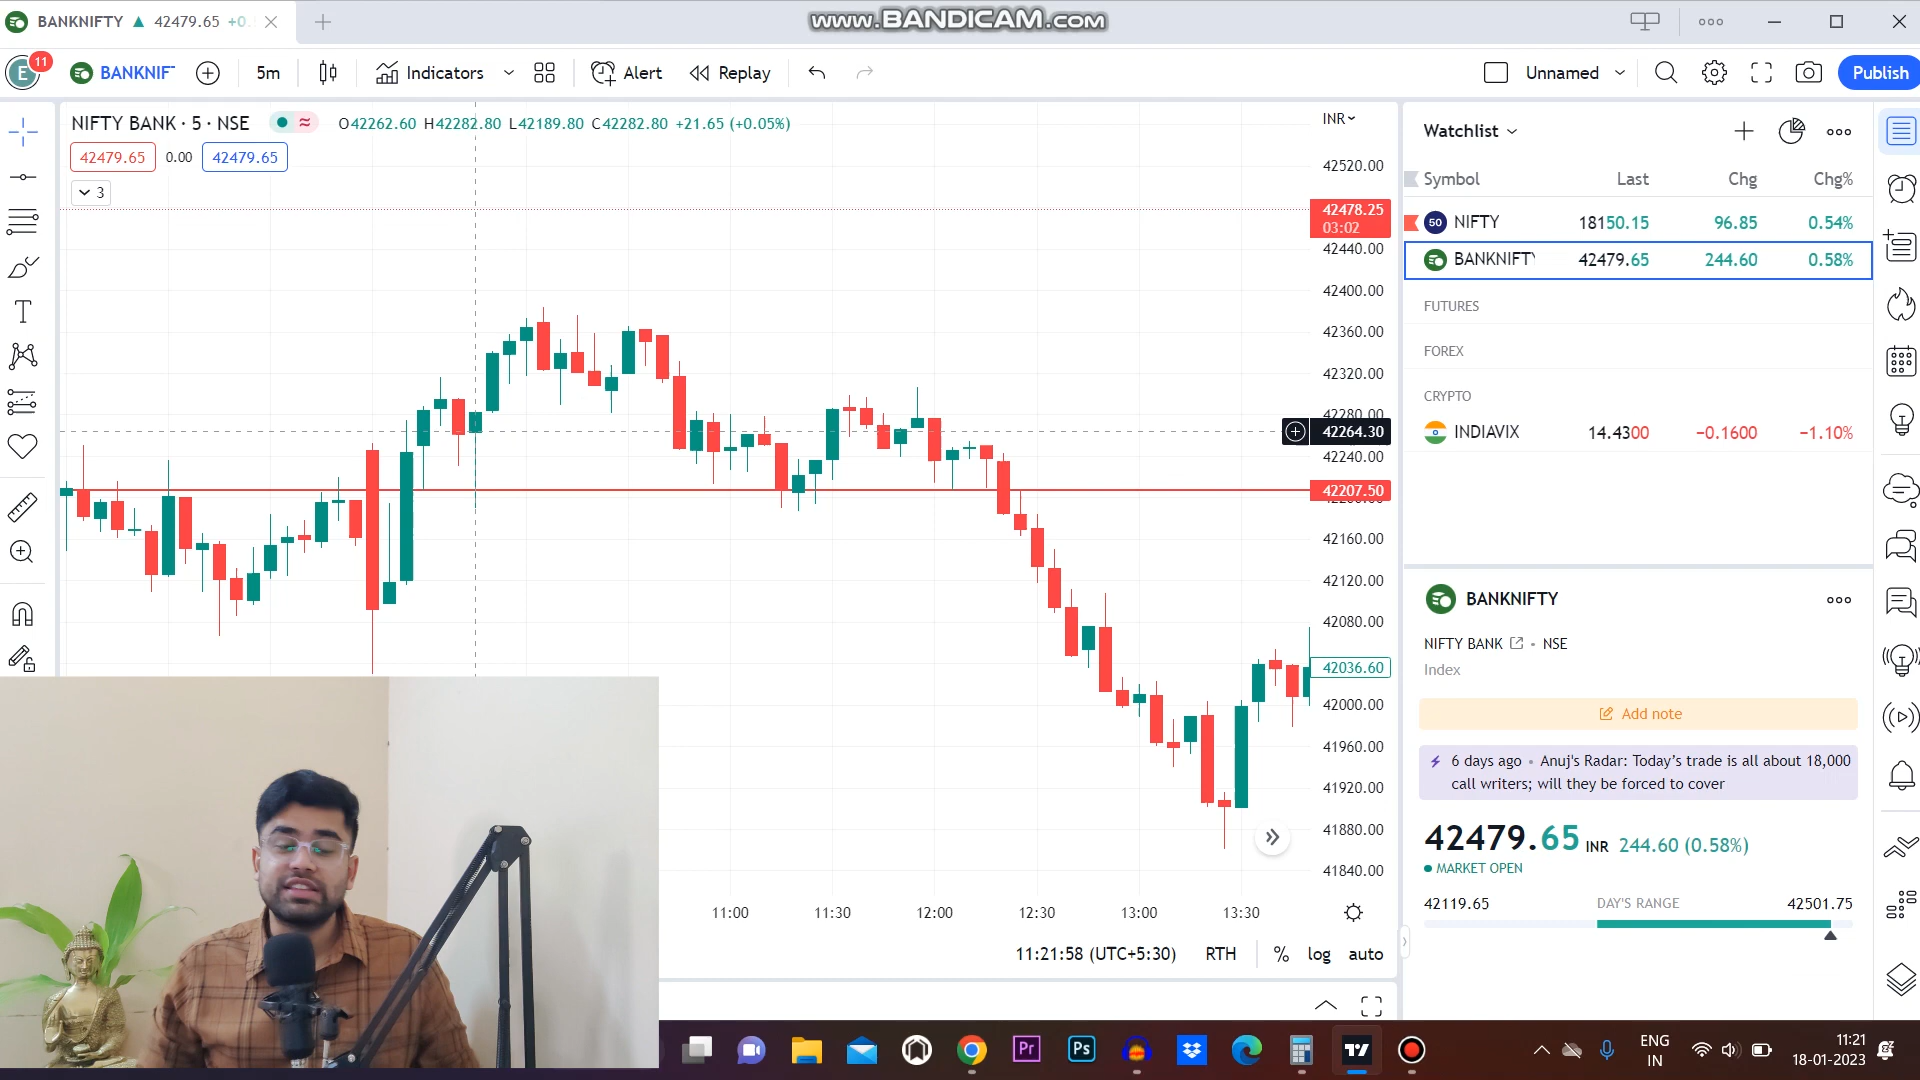 BANKNIFTY ▲ 42479.65 +0.
www.BANDICAM.com
E 11 BANKNIF 5m Indicators Alert Replay Unnamed Publish
NIFTY BANK · 5 · NSE O42262.60 H42282.80 L42189.80 C42282.80 +21.65 (+0.05%)
42479.65 0.00 42479.65
3
INR
42520.00
42478.25
03:02
42440.00
42400.00
42360.00
42320.00
42280.00
42264.30
42240.00
42207.50
42160.00
42120.00
42080.00
42036.60
42000.00
41960.00
41920.00
41880.00
41840.00
11:00 11:30 12:00 12:30 13:00 13:30
11:21:58 (UTC+5:30) RTH % log auto
Watchlist
Symbol Last Chg Chg%
50 NIFTY 18150.15 96.85 0.54%
BANKNIFTY 42479.65 244.60 0.58%
FUTURES
FOREX
CRYPTO
INDIAVIX 14.4300 −0.1600 −1.10%
BANKNIFTY
NIFTY BANK • NSE
Index
Add note
6 days ago • Anuj's Radar: Today's trade is all about 18,000
call writers; will they be forced to cover
42479.65 INR 244.60 (0.58%)
MARKET OPEN
42119.65 DAY'S RANGE 42501.75
Pr Ps
ENG
IN
11:21
18-01-2023